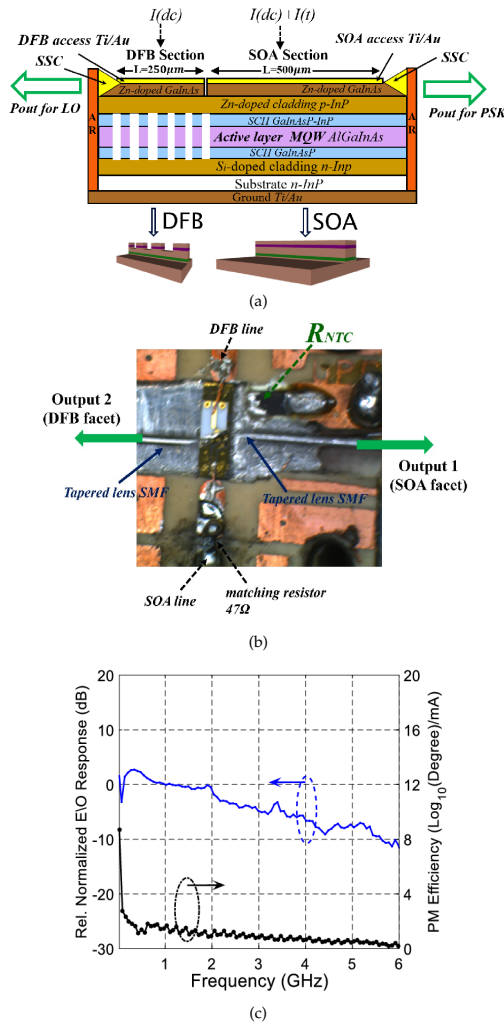 I(dc)
I(dc) | I(t)
DFB access Ti/Au
DFB Section
SOA Section
SOA access Ti/Au
SSC
L=250μm
L=500μm
SSC
Zn-doped GaInAs
Zn-doped GaInAs
Pout for LO
Pout for PSK
Zn-doped cladding p-InP
A
R
A
R
SCH GaInAsP-InP
Active layer MQW AlGaInAs
SCH GaInAsP
Si-doped cladding n-Inp
Substrate n-InP
Ground Ti/Au
DFB
SOA
(a)
DFB line
RNTC
Output 2
(DFB facet)
Output 1
(SOA facet)
Tapered lens SMF
Tapered lens SMF
SOA line
matching resistor
47Ω
(b)
Rel. Normalized E\O Response (dB)
20
10
0
-10
-20
-30
20
16
12
8
4
0
PM Efficiency (Log10(Degree)/mA)
0 1 2 3 4 5 6
Frequency (GHz)
(c)